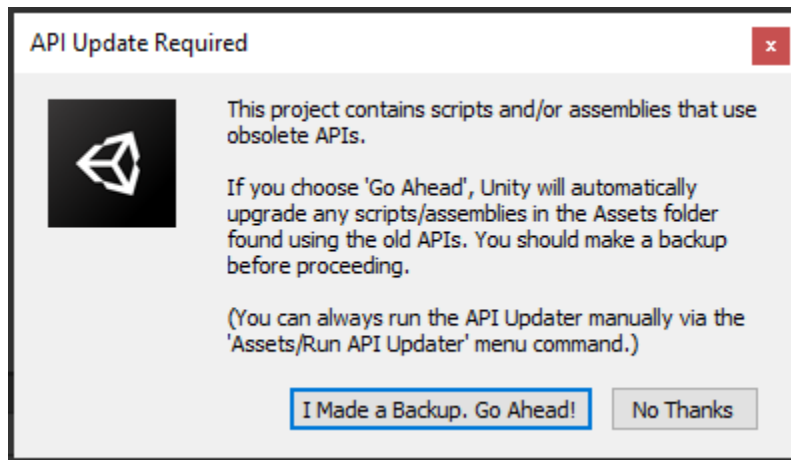 API Update Required
x
This project contains scripts and/or assemblies that use
obsolete APIs.
If you choose 'Go Ahead', Unity will automatically
upgrade any scripts/assemblies in the Assets folder
found using the old APIs. You should make a backup
before proceeding.
(You can always run the API Updater manually via the
'Assets/Run API Updater' menu command.)
I Made a Backup. Go Ahead!
No Thanks